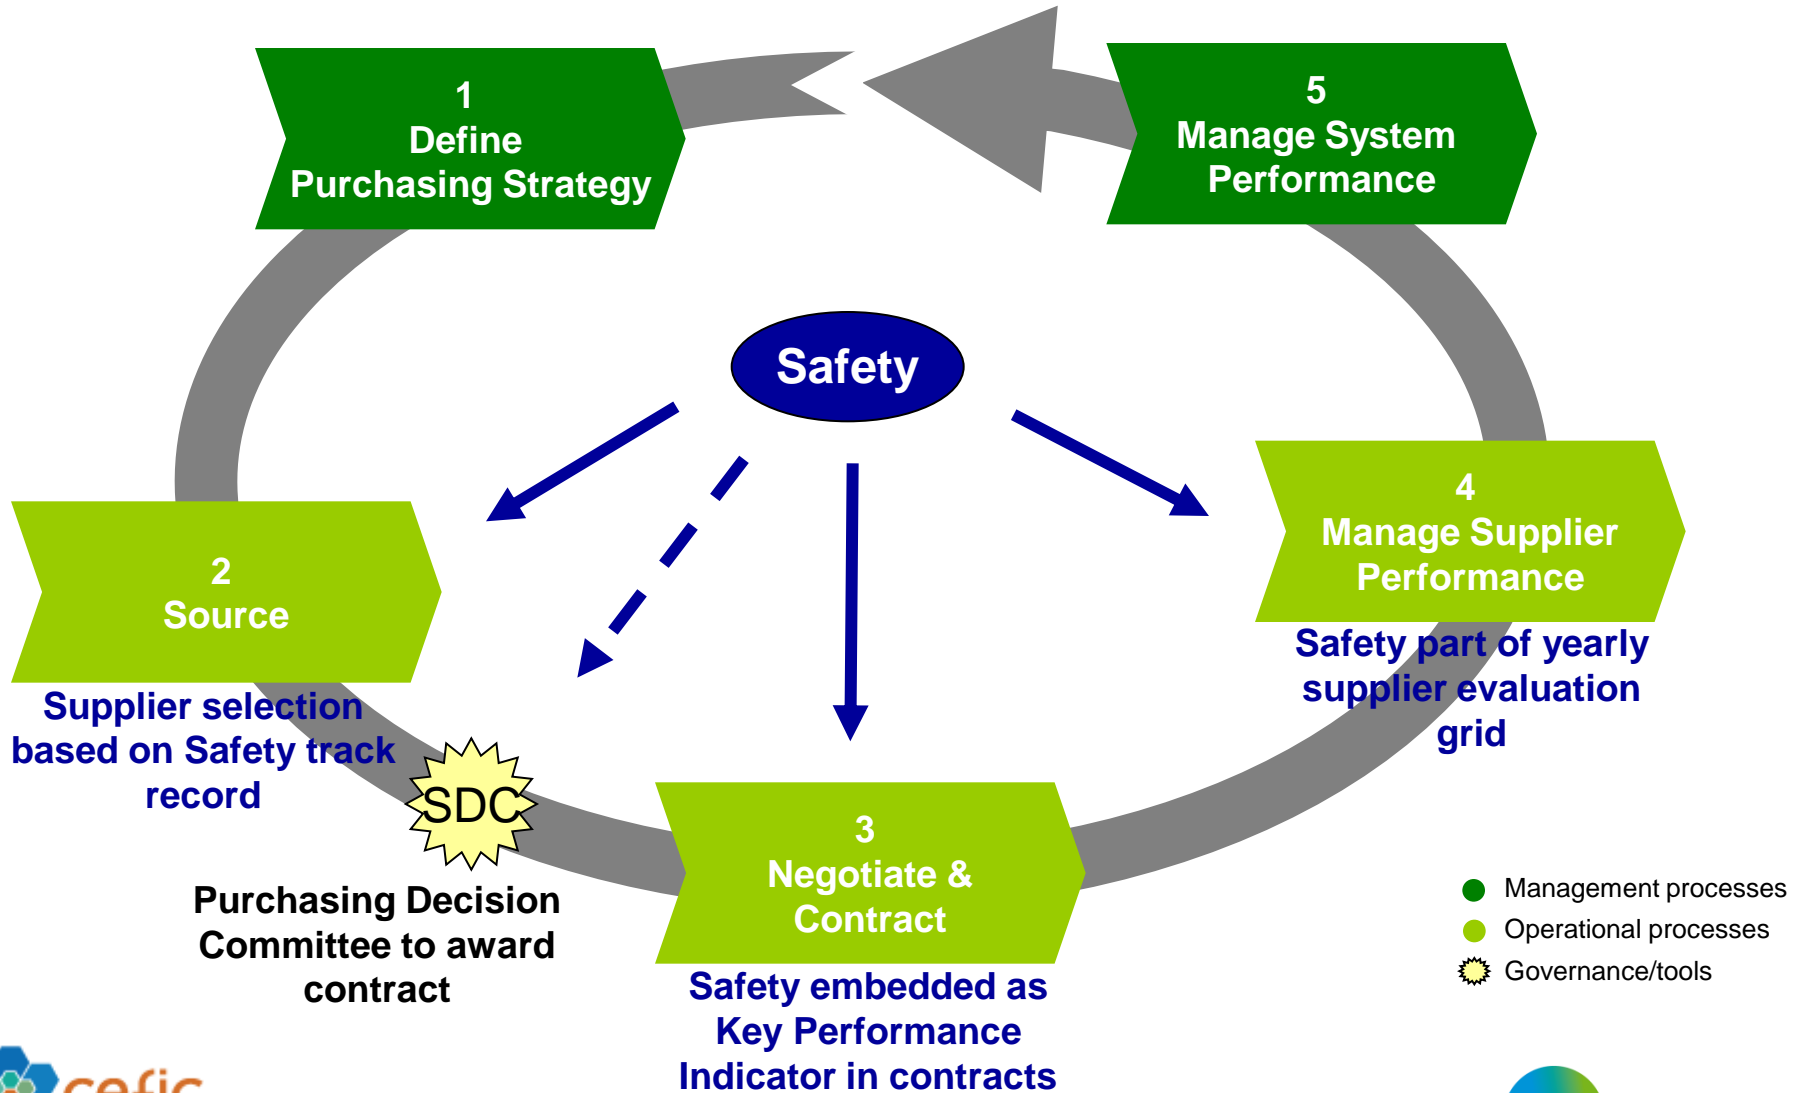 1
Define
Purchasing Strategy
5
Manage System
Performance
Safety
4
Manage Supplier
Performance
Safety part of yearly
supplier evaluation
grid
2
Source
Supplier selection
based on Safety track
record
SDC
Purchasing Decision
Committee to award
contract
3
Negotiate &
Contract
Safety embedded as
Key Performance
Indicator in contracts
Management processes
Operational processes
Governance/tools
cefic